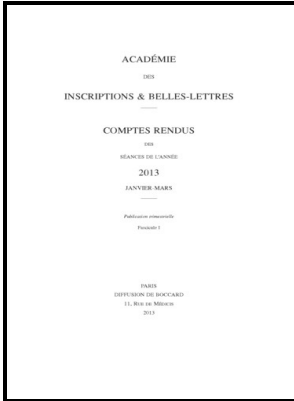 ACADÉMIE
DES
INSCRIPTIONS & BELLES-LETTRES
COMPTES RENDUS
DES
SÉANCES DE L'ANNÉE
2013
JANVIER-MARS
Publication trimestrielle
Fascicule I
PARIS
DIFFUSION DE BOCCARD
11, RUE DE MÉDICIS
2013